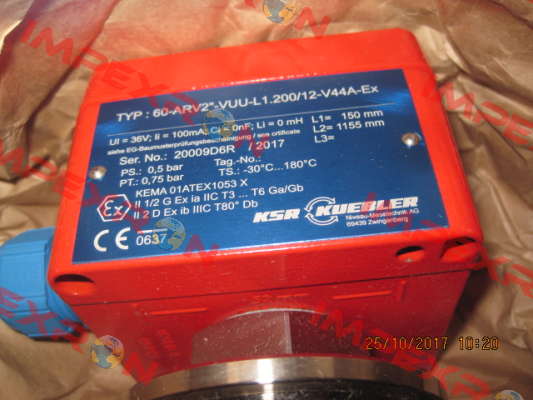 TYP : 60-ARV2"-VUU-L1.200/12-V44A-Ex
UI = 36V; Ii = 100mA; Ci = 0nF; Li = 0 mH
siehe EG-Baumusterprüfungsbescheinigung / see certificate
L1= 150 mm
L2= 1155 mm
L3=
Ser. No.: 20009D6R / 2017
PS.: 0,5 bar
Tag.-No.:
PT.: 0,75 bar
TS.: -30°C...180°C
KEMA 01ATEX1053 X
II 1/2 G Ex ia IIC T3 ... T6 Ga/Gb
II 2 D Ex ib IIIC T80° Db
Ex
CE 0637
KSR KUEBLER
Niveau-Messtechnik AG
69439 Zwingenberg
25/10/2017 10:20
IMPEXRON